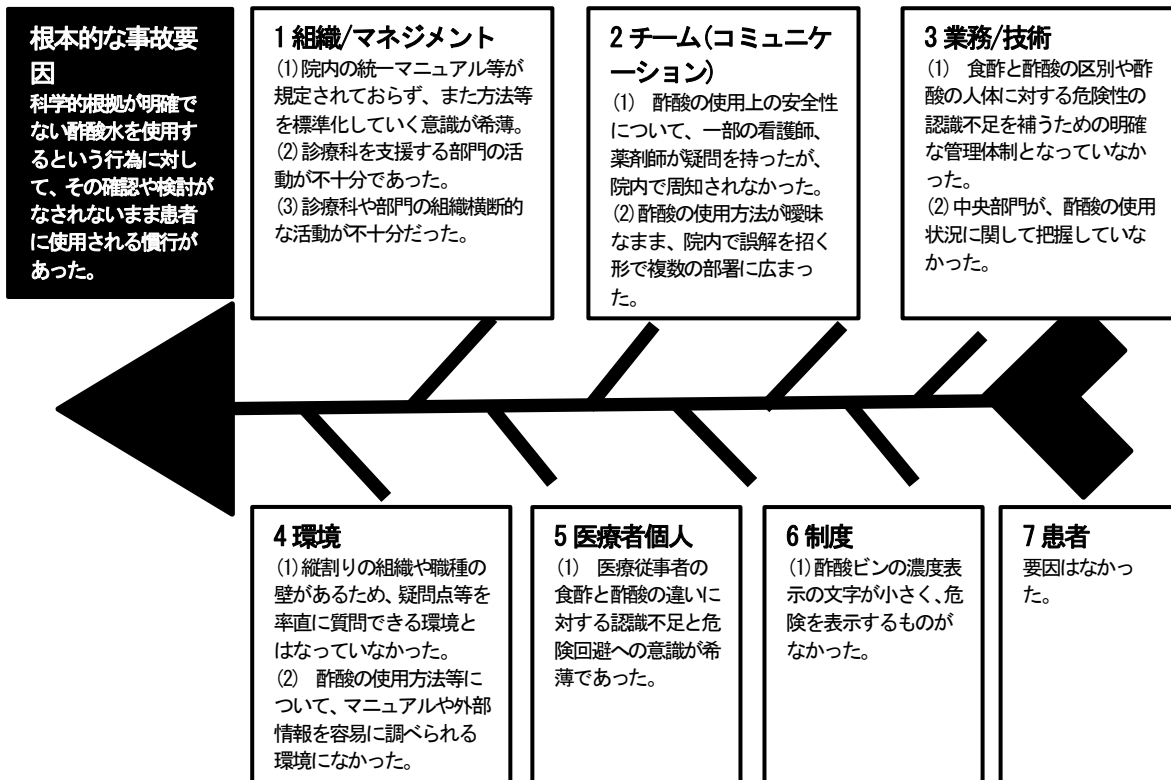 根本的な事故要
因
科学的根拠が明確で
ない酢酸水を使用す
るという行為に対し
て、その確認や検討が
なされないまま患者
に使用される慣行が
あった。
1 組織/マネジメント
(1)院内の統一マニュアル等が
規定されておらず、また方法等
を標準化していく意識が希薄。
(2)診療科を支援する部門の活
動が不十分であった。
(3)診療科や部門の組織横断的
な活動が不十分だった。
2 チーム(コミュニケ
ーション)
(1) 酢酸の使用上の安全性
について、一部の看護師、
薬剤師が疑問を持ったが、
院内で周知されなかった。
(2)酢酸の使用方法が曖昧
なまま、院内で誤解を招く
形で複数の部署に広まっ
た。
3 業務/技術
(1) 食酢と酢酸の区別や酢
酸の人体に対する危険性の
認識不足を補うための明確
な管理体制となっていなか
った。
(2)中央部門が、酢酸の使用
状況に関して把握していな
かった。
4 環境
(1)縦割りの組織や職種の
壁があるため、疑問点等を
率直に質問できる環境と
はなっていなかった。
(2) 酢酸の使用方法等に
ついて、マニュアルや外部
情報を容易に調べられる
環境になかった。
5 医療者個人
(1) 医療従事者の
食酢と酢酸の違いに
対する認識不足と危
険回避への意識が希
薄であった。
6 制度
(1)酢酸ビンの濃度表
示の文字が小さく、危
険を表示するものが
なかった。
7 患者
要因はなかっ
た。